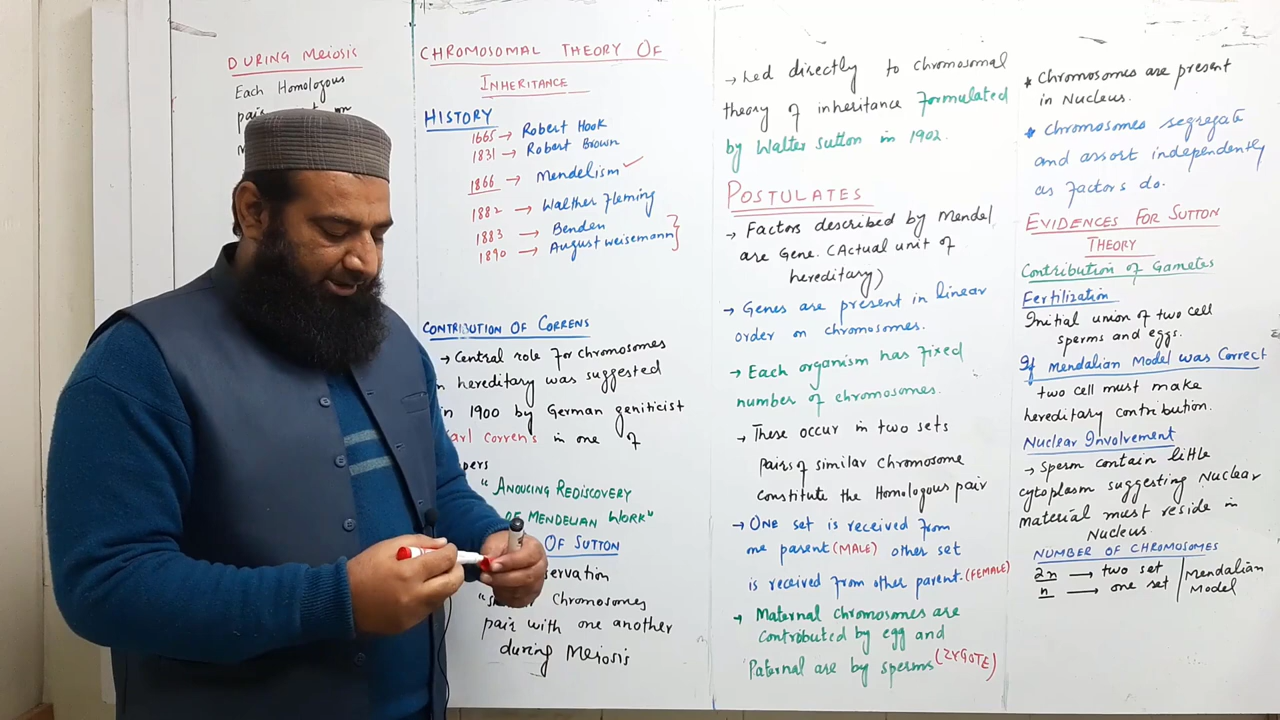 DURING Meiosis
Each Homologous
CHROMOSOMAL THEORY OF
INHERITANCE
HISTORY
1665 → Robert Hook
1831 → Robert Brown
1866 → Mendelism ✓
1882 → Walther Fleming
1883 → Benden
1890 → August Weisemann
CONTRIBUTION OF CORRENS
→ Central role for chromosomes
hereditary was suggested
in 1900 by German geniticist
Correns in one of
"ANOUCING REDISCOVERY
OF MENDELIAN WORK"
OF SUTTON
Chromosomes
pair with one another
during Meiosis
→ Led directly to chromosomal
theory of inheritance formulated
by Walter Sutton in 1902.
POSTULATES
→ Factors described by Mendel
are Gene. (Actual unit of
hereditary)
→ Genes are present in linear
order on chromosomes.
→ Each organism has fixed
number of chromosomes.
→ These occur in two sets
Pairs of similar chromosome
constitute the Homologous pair
→ ONE set is received from
one parent (MALE) other set
is received from other parent. (FEMALE)
→ Maternal chromosomes are
contributed by egg and
Paternal are by sperms (ZYGOTE)
* Chromosomes are present
in Nucleus.
* Chromosomes segregate
and assort independently
as factors do.
EVIDENCES FOR SUTTON
THEORY
Contribution of Gametes
Fertilization
Initial union of two cell
sperms and eggs.
If Mendalian Model was Correct
two cell must make
hereditary contribution.
Nuclear Involvement
→ Sperm contain little
cytoplasm suggesting Nuclear
material must reside in
Nucleus.
NUMBER OF CHROMOSOMES
2n → two set
n → one set
Mendalian
Model